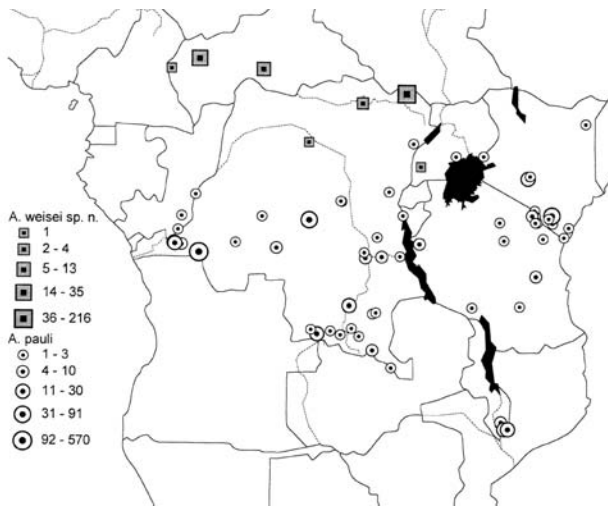 A. weisei sp. n.
1
2 - 4
5 - 13
14 - 35
36 - 216
A. pauli
1 - 3
4 - 10
11 - 30
31 - 91
92 - 570